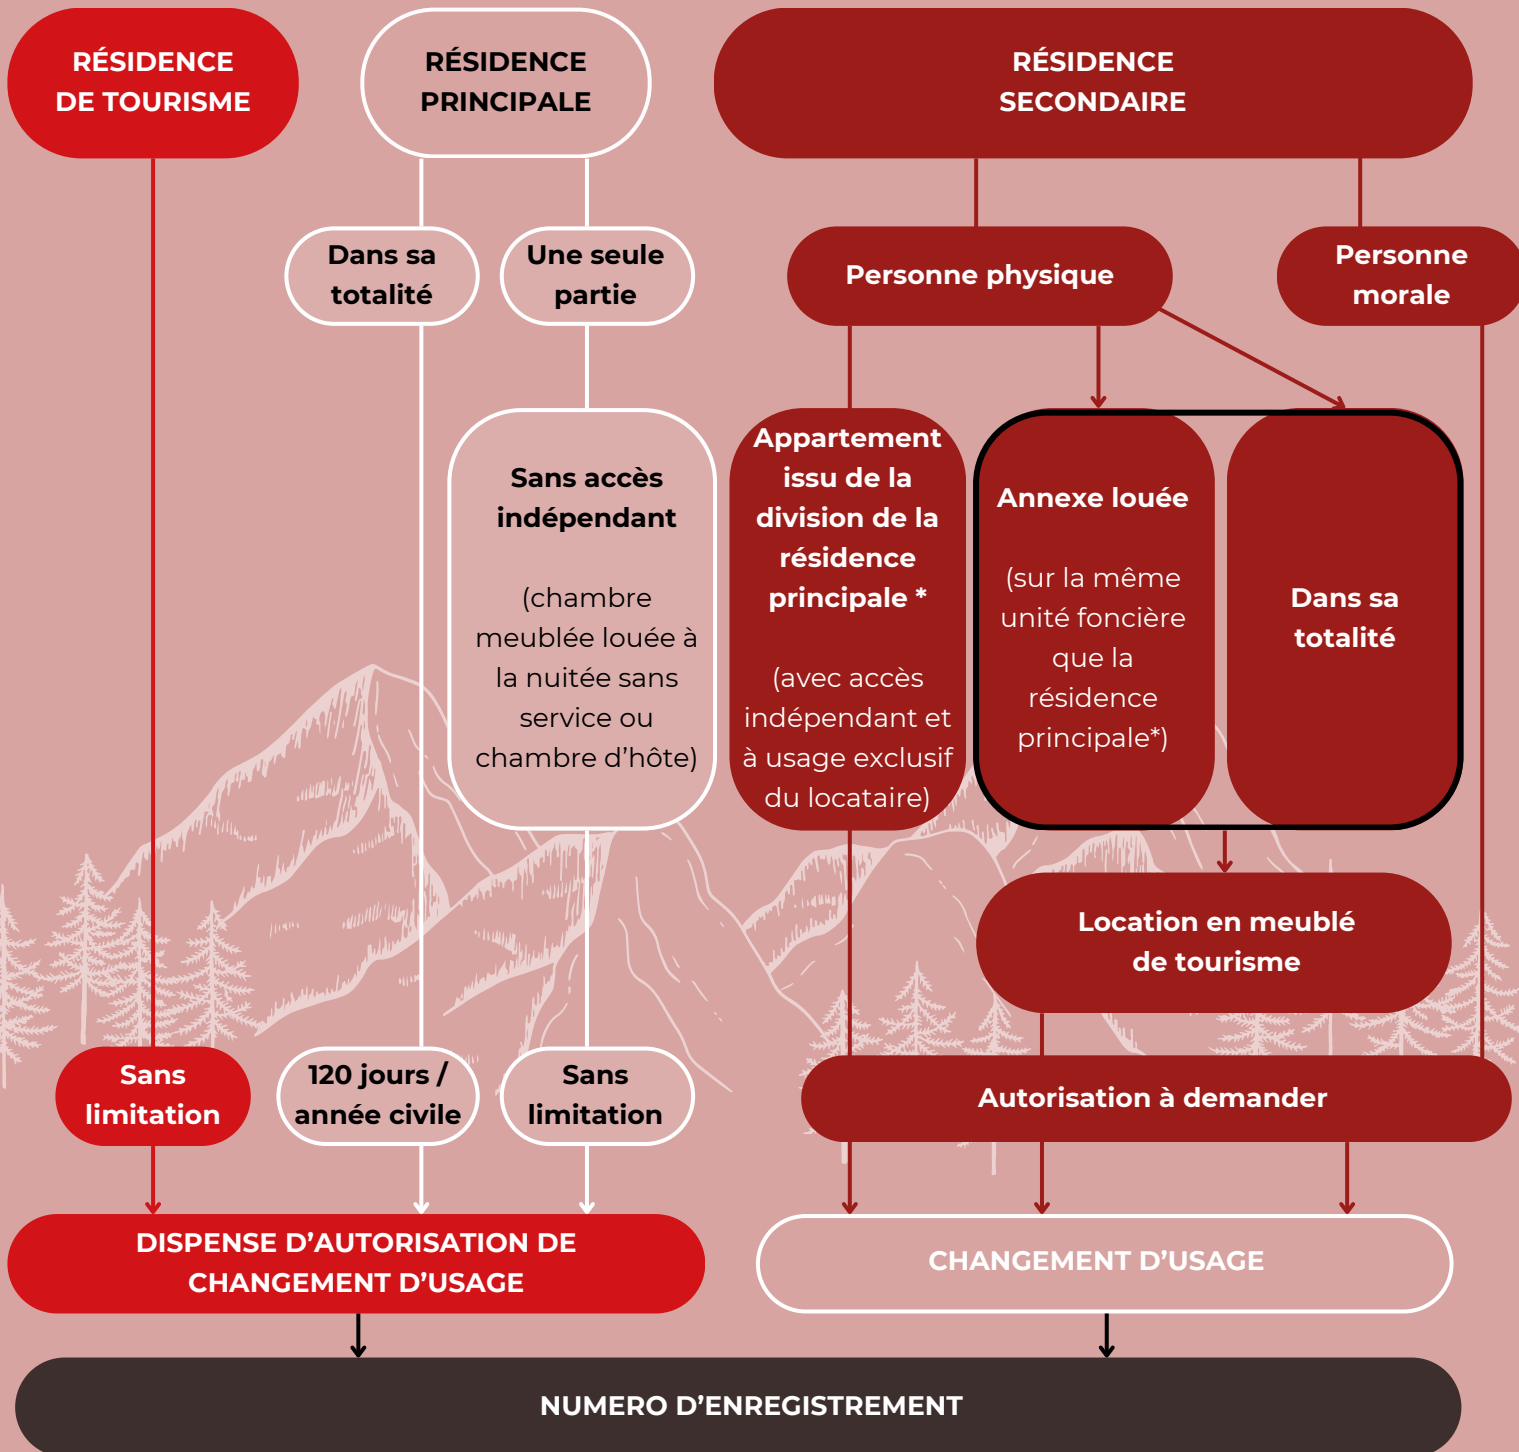 RÉSIDENCE
DE TOURISME
RÉSIDENCE
PRINCIPALE
RÉSIDENCE
SECONDAIRE
Dans sa
totalité
Une seule
partie
Personne physique
Personne
morale
Sans accès
indépendant
(chambre
meublée louée à
la nuitée sans
service ou
chambre d'hôte)
Appartement
issu de la
division de la
résidence
principale *
(avec accès
indépendant et
à usage exclusif
du locataire)
Annexe louée
(sur la même
unité foncière
que la
résidence
principale*)
Dans sa
totalité
Location en meublé
de tourisme
Sans
limitation
120 jours /
année civile
Sans
limitation
Autorisation à demander
DISPENSE D'AUTORISATION DE
CHANGEMENT D'USAGE
CHANGEMENT D'USAGE
NUMERO D'ENREGISTREMENT